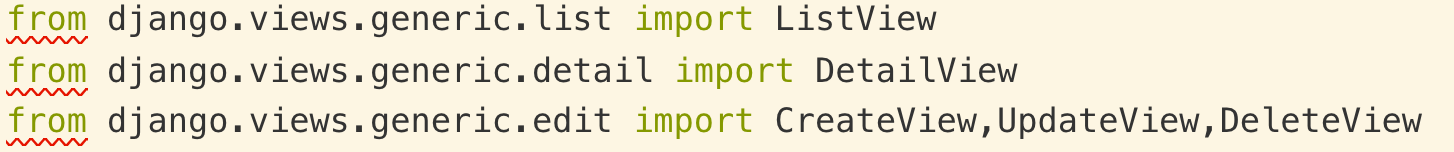 from django.views.generic.list import ListView
from django.views.generic.detail import DetailView
from django.views.generic.edit import CreateView,UpdateView,DeleteView